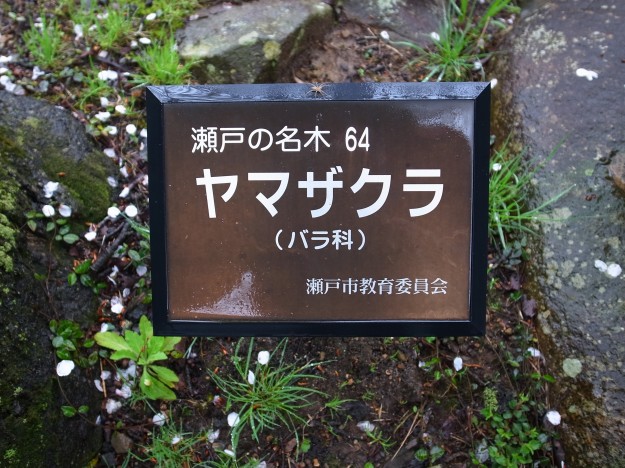 瀬戸の名木 64
ヤマザクラ
（バラ科）
瀬戸市教育委員会